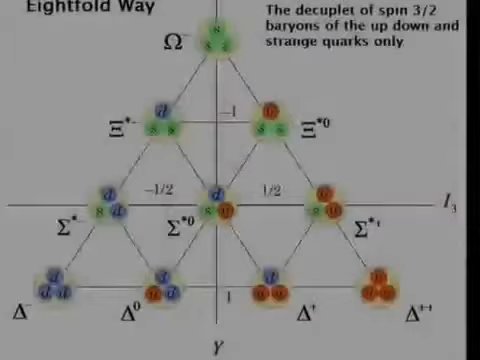 Eightfold Way
The decuplet of spin 3/2
baryons of the up down and
strange quarks only
Ω⁻
s
s s
Ξ*⁻
d
s s
−1
u
s s
Ξ*⁰
Σ*⁻
d
s d
−1/2
Σ*⁰
d
s u
1/2
u
s u
Σ*⁺
I₃
Δ⁻
d
d d
Δ⁰
d
u d
1
d
u u
Δ⁺
u
u u
Δ⁺⁺
Y